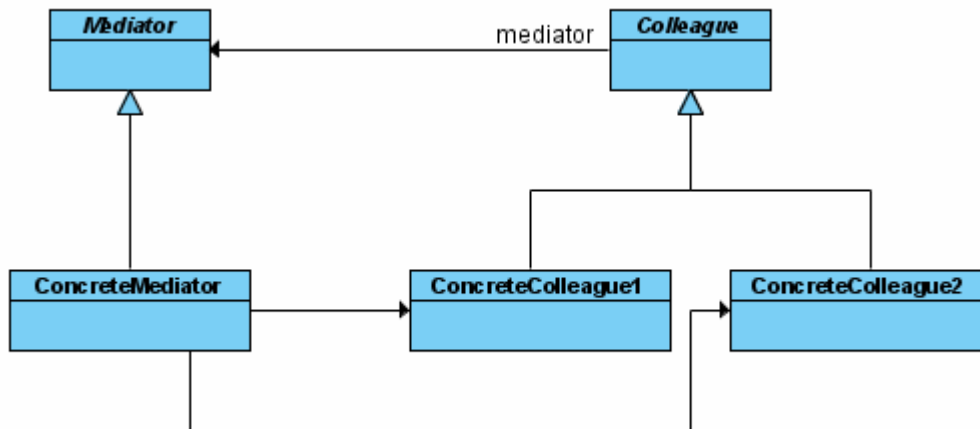 Mediator
mediator
Colleague
ConcreteMediator
ConcreteColleague1
ConcreteColleague2